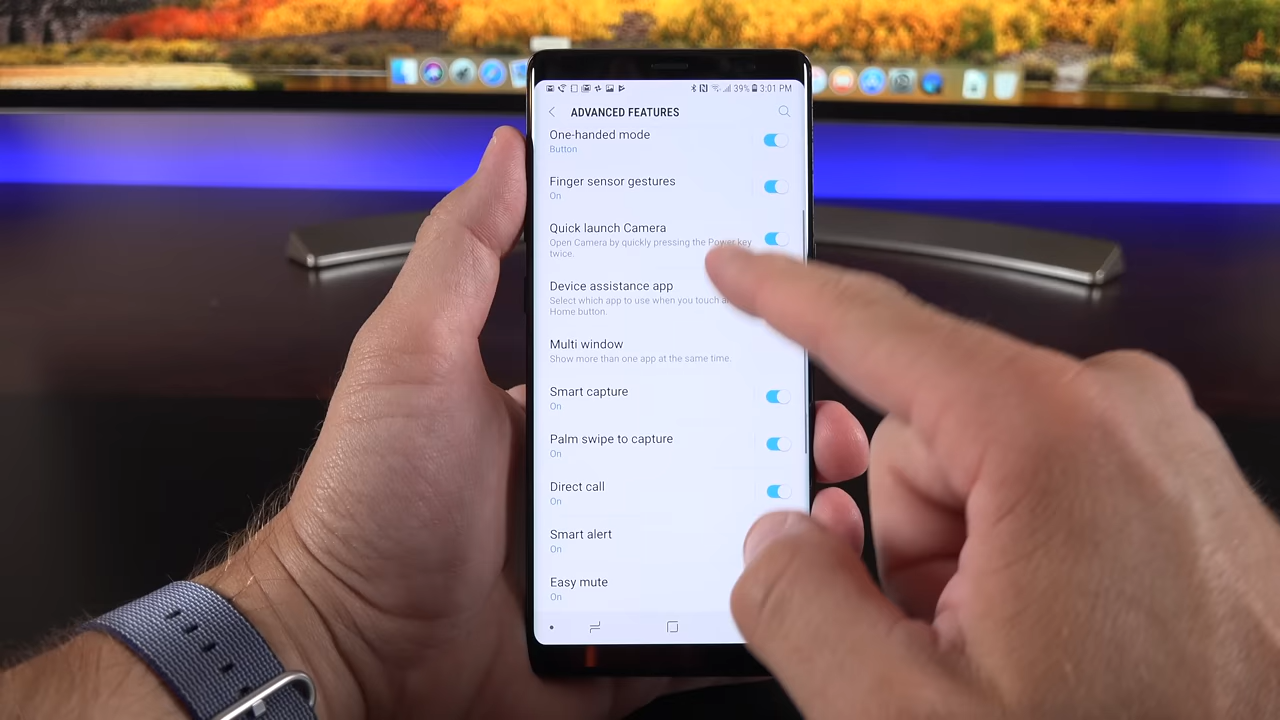 39% 3:01 PM
ADVANCED FEATURES
One-handed mode
Button
Finger sensor gestures
On
Quick launch Camera
Open Camera by quickly pressing the Power key
twice.
Device assistance app
Select which app to use when you touch
Home button.
Multi window
Show more than one app at the same time.
Smart capture
On
Palm swipe to capture
On
Direct call
On
Smart alert
On
Easy mute
On